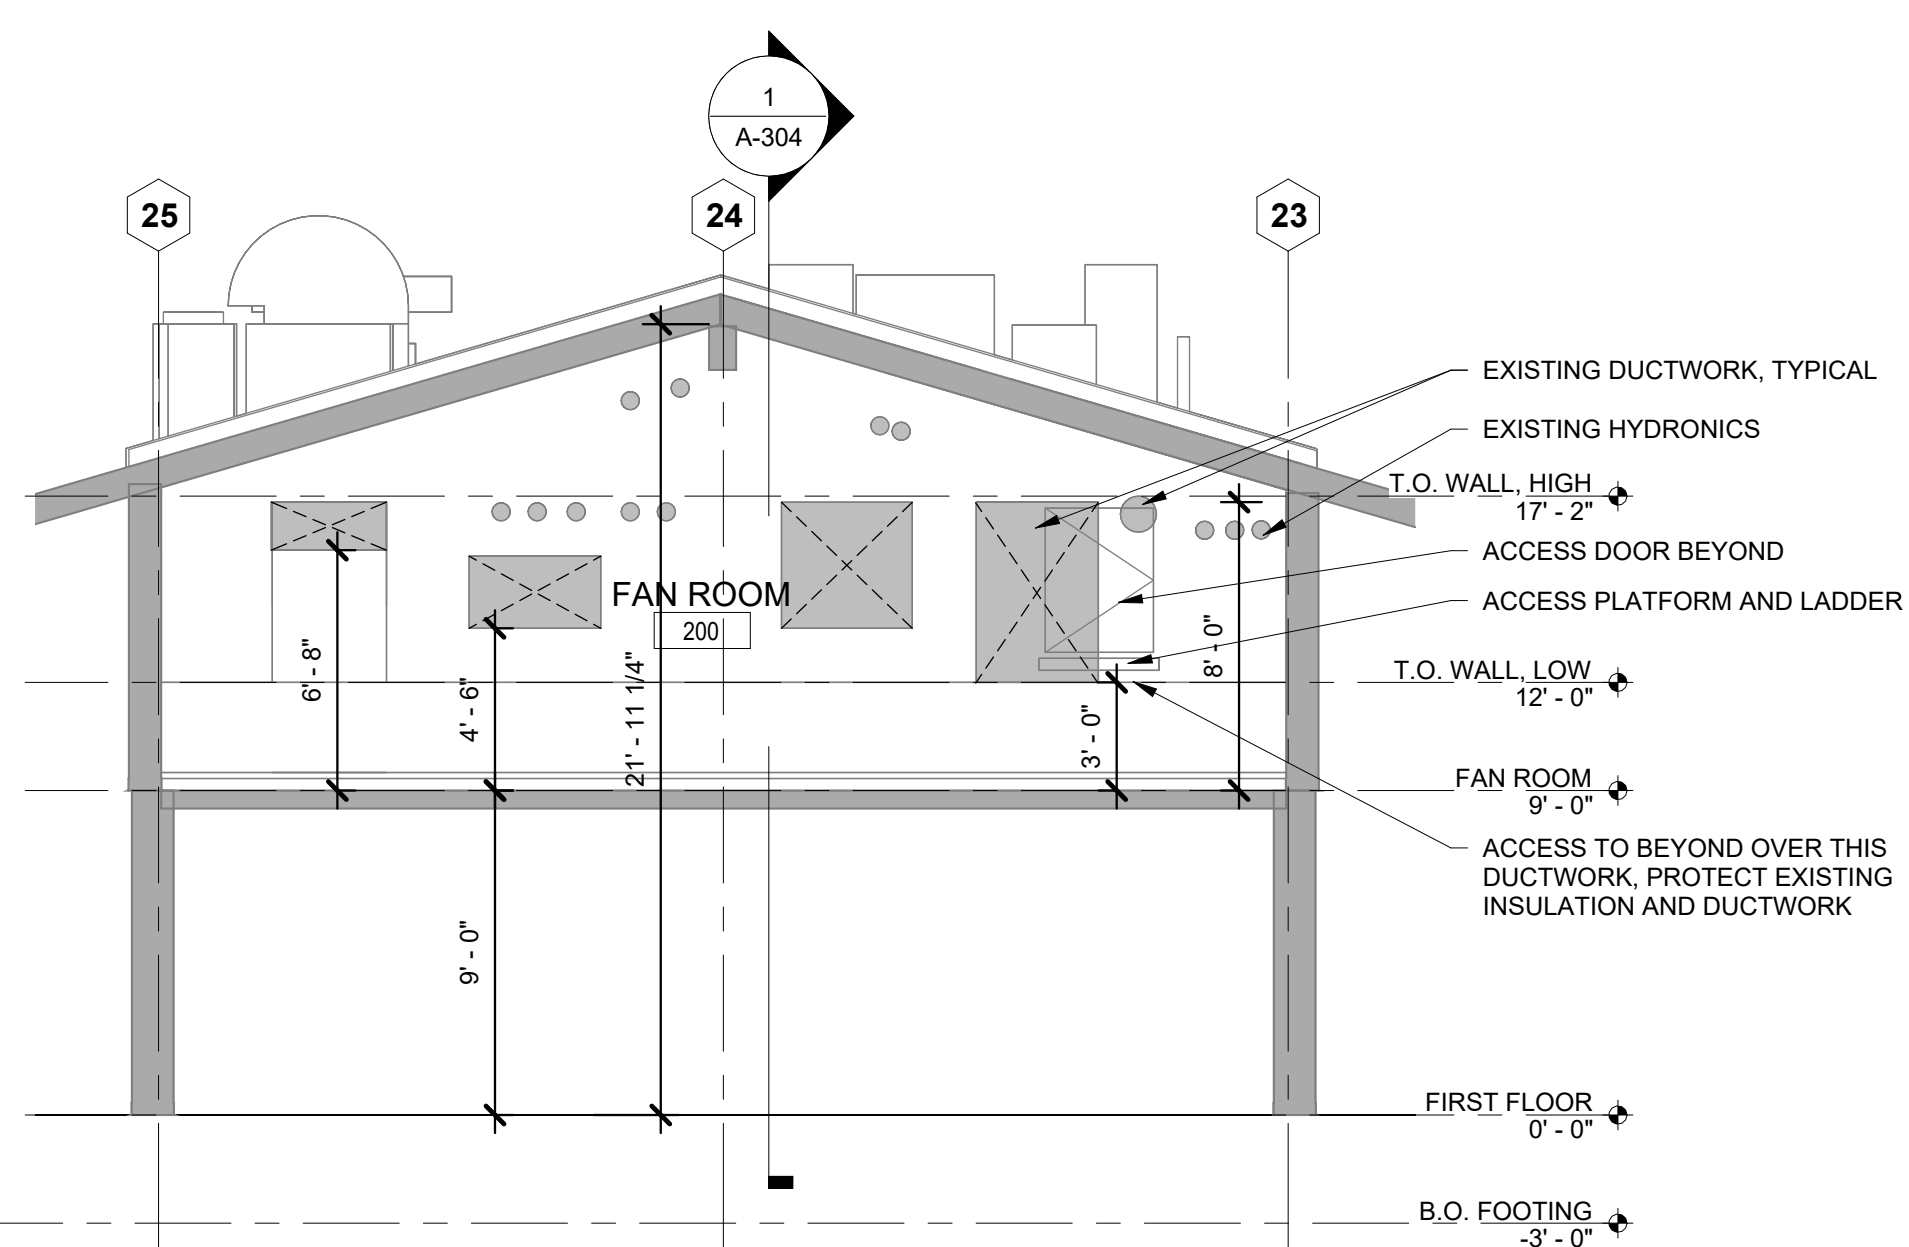 1
A-304
25
24
23
EXISTING DUCTWORK, TYPICAL
EXISTING HYDRONICS
T.O. WALL, HIGH
17' - 2"
ACCESS DOOR BEYOND
FAN ROOM
200
ACCESS PLATFORM AND LADDER
6' - 8"
4' - 6"
21' - 11 1/4"
3' - 0"
8' - 0"
T.O. WALL, LOW
12' - 0"
FAN ROOM
9' - 0"
ACCESS TO BEYOND OVER THIS
DUCTWORK, PROTECT EXISTING
INSULATION AND DUCTWORK
9' - 0"
FIRST FLOOR
0' - 0"
B.O. FOOTING
-3' - 0"